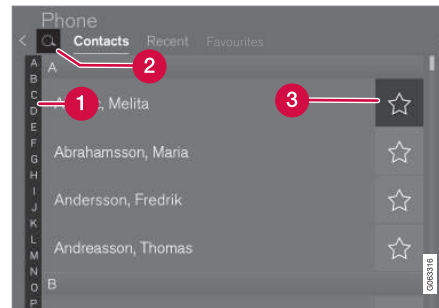 Phone
Contacts Recent Favourites
A
B
C
D
E
F
G
H
I
J
K
L
M
N
O
P
A
, Melita
Abrahamsson, Maria
Andersson, Fredrik
Andreasson, Thomas
B
1
2
3
G063316